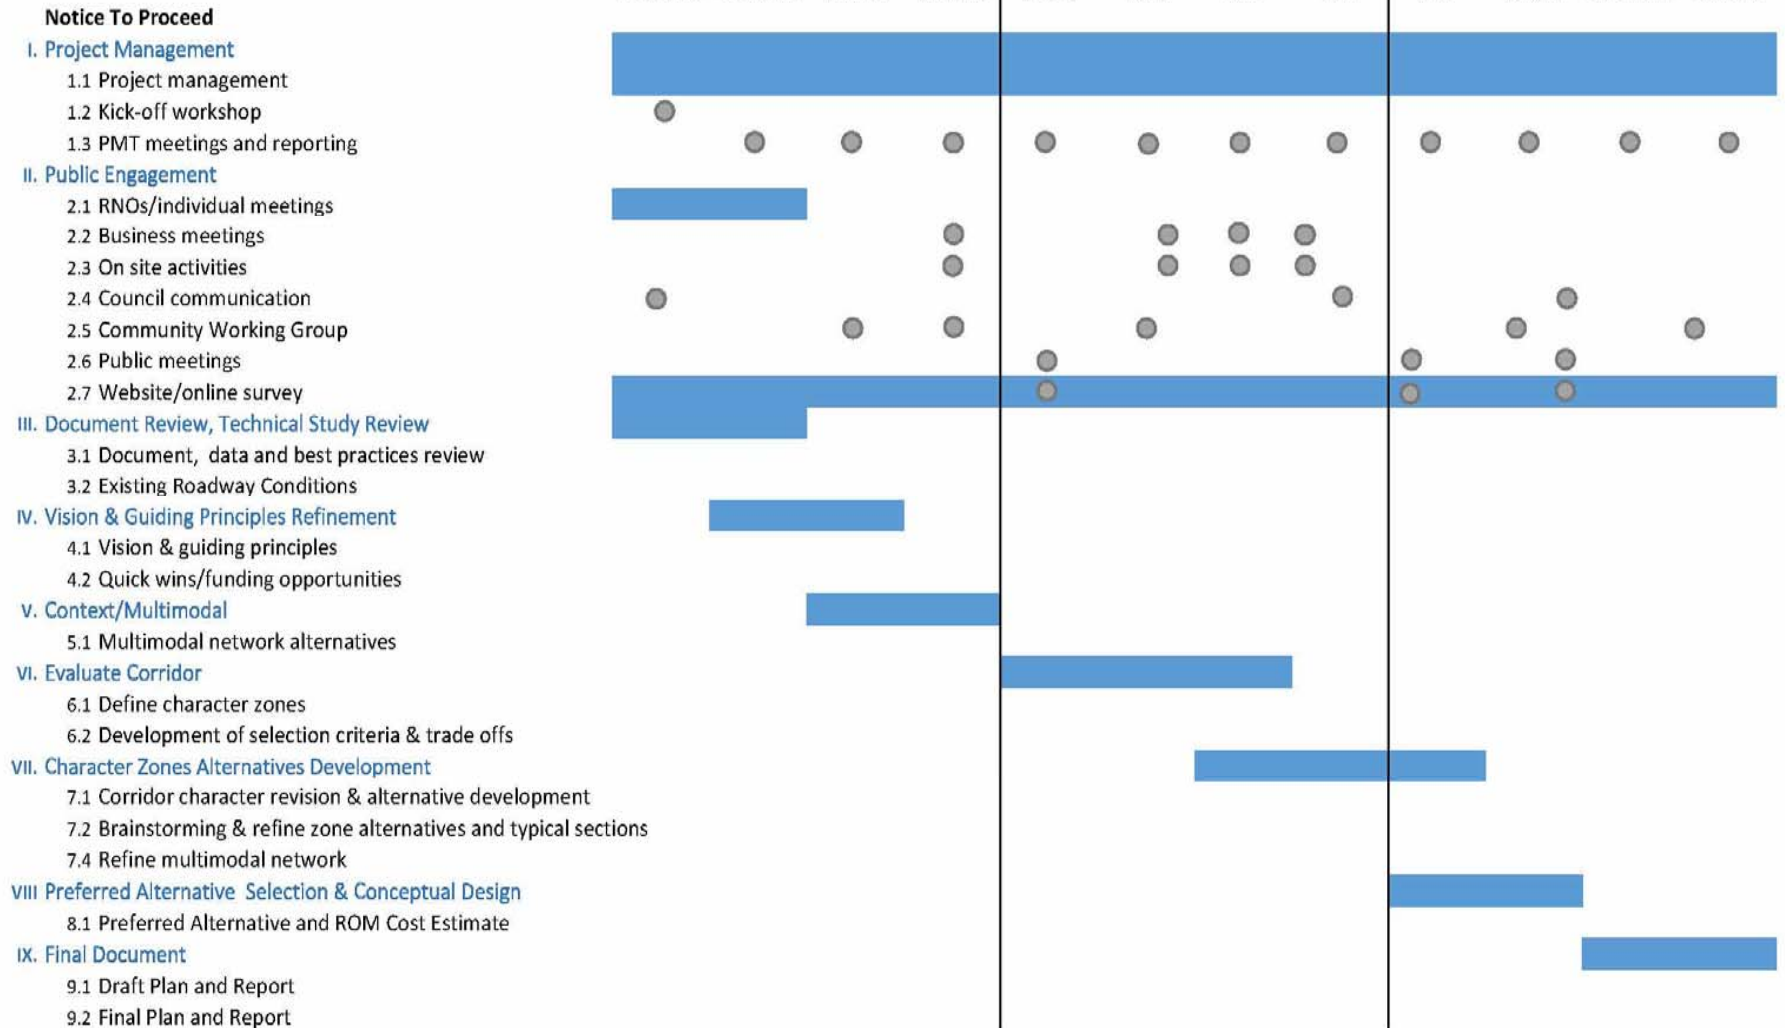 Notice To Proceed
I. Project Management
1.1 Project management
1.2 Kick-off workshop
1.3 PMT meetings and reporting
II. Public Engagement
2.1 RNOs/individual meetings
2.2 Business meetings
2.3 On site activities
2.4 Council communication
2.5 Community Working Group
2.6 Public meetings
2.7 Website/online survey
III. Document Review, Technical Study Review
3.1 Document, data and best practices review
3.2 Existing Roadway Conditions
IV. Vision & Guiding Principles Refinement
4.1 Vision & guiding principles
4.2 Quick wins/funding opportunities
V. Context/Multimodal
5.1 Multimodal network alternatives
VI. Evaluate Corridor
6.1 Define character zones
6.2 Development of selection criteria & trade offs
VII. Character Zones Alternatives Development
7.1 Corridor character revision & alternative development
7.2 Brainstorming & refine zone alternatives and typical sections
7.4 Refine multimodal network
VIII Preferred Alternative Selection & Conceptual Design
8.1 Preferred Alternative and ROM Cost Estimate
IX. Final Document
9.1 Draft Plan and Report
9.2 Final Plan and Report